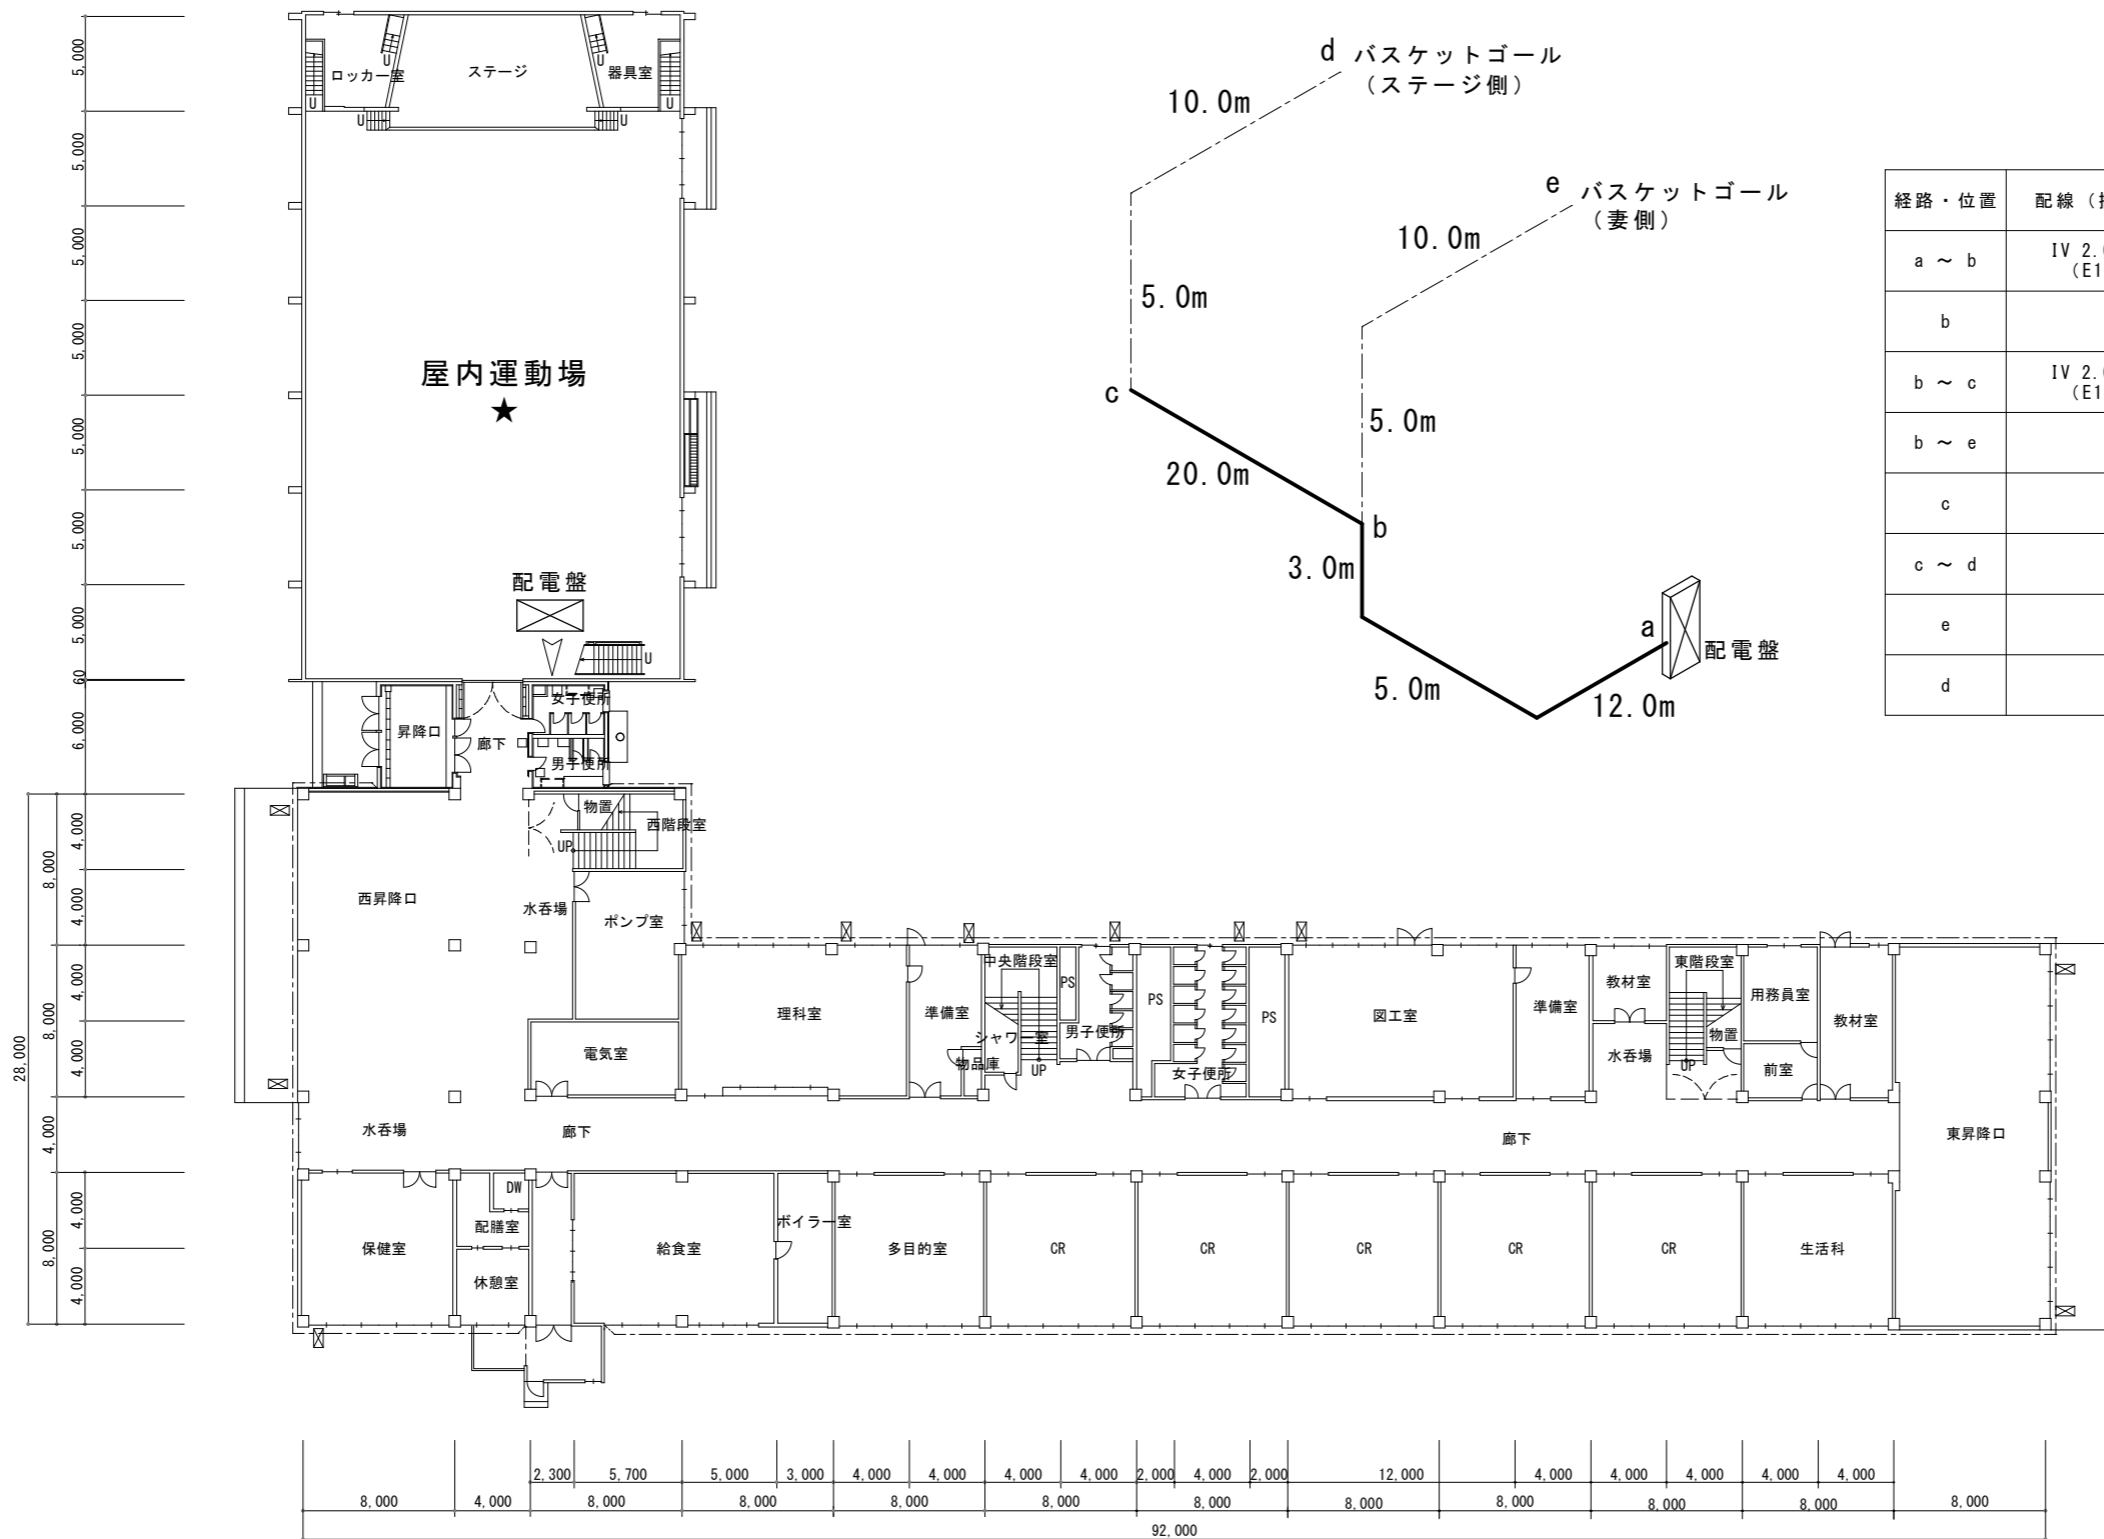 d バスケットゴール
（ステージ側）
10.0m
e バスケットゴール
（妻側）
10.0m
5.0m
5.0m
c
20.0m
b
3.0m
a
配電盤
5.0m
12.0m
経路・位置
配線（
a ～ b
IV 2.
（E1
b
b ～ c
IV 2.
（E1
b ～ e
c
c ～ d
e
d
ロッカー室
ステージ
器具室
U
U
U
U
U
U
屋内運動場
★
配電盤
U
女子便所
昇降口
廊下
男子便所
物置
西階段室
UP
西昇降口
水呑場
ポンプ室
電気室
理科室
準備室
物品庫
中央階段室
シャワー室
UP
PS
男子便所
PS
女子便所
PS
図工室
準備室
教材室
水呑場
東階段室
物置
UP
用務員室
前室
教材室
東昇降口
水呑場
廊下
廊下
保健室
DW
配膳室
休憩室
給食室
ボイラー室
多目的室
CR
CR
CR
CR
CR
生活科
5,000
5,000
5,000
5,000
5,000
5,000
5,000
60
6,000
4,000
4,000
8,000
4,000
4,000
8,000
28,000
4,000
4,000
4,000
8,000
2,300
5,700
5,000
3,000
4,000
4,000
4,000
4,000
2,000
4,000
2,000
12,000
4,000
4,000
4,000
4,000
4,000
8,000
4,000
8,000
8,000
8,000
8,000
8,000
8,000
8,000
8,000
8,000
8,000
92,000